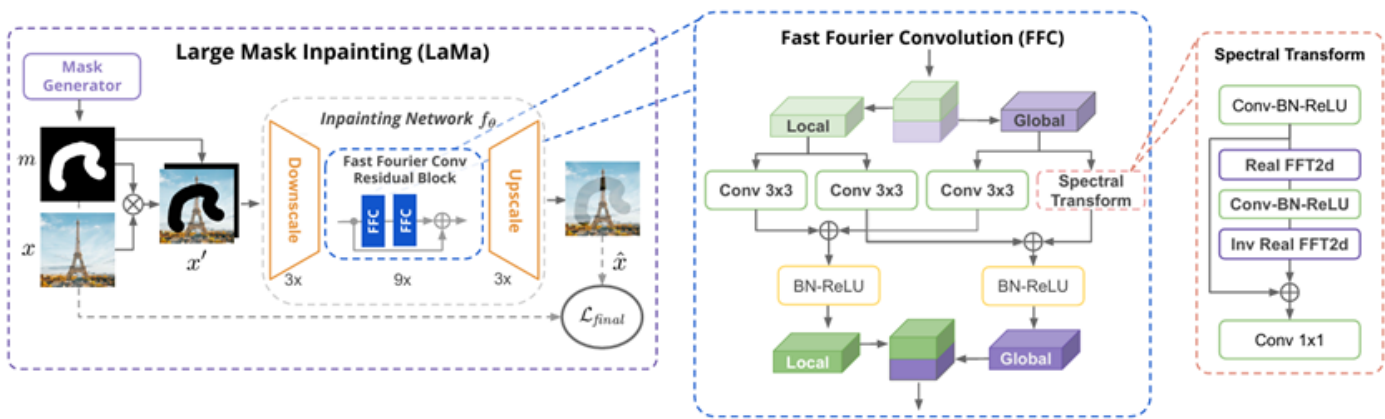 Large Mask Inpainting (LaMa)
Mask
Generator
m
x
x′
Inpainting Network f_θ
Downscale
3x
Fast Fourier Conv
Residual Block
FFC
FFC
9x
Upscale
3x
x̂
ℒ_final
Fast Fourier Convolution (FFC)
Local
Global
Conv 3x3
Conv 3x3
Conv 3x3
Spectral
Transform
BN-ReLU
BN-ReLU
Local
Global
Spectral Transform
Conv-BN-ReLU
Real FFT2d
Conv-BN-ReLU
Inv Real FFT2d
Conv 1x1